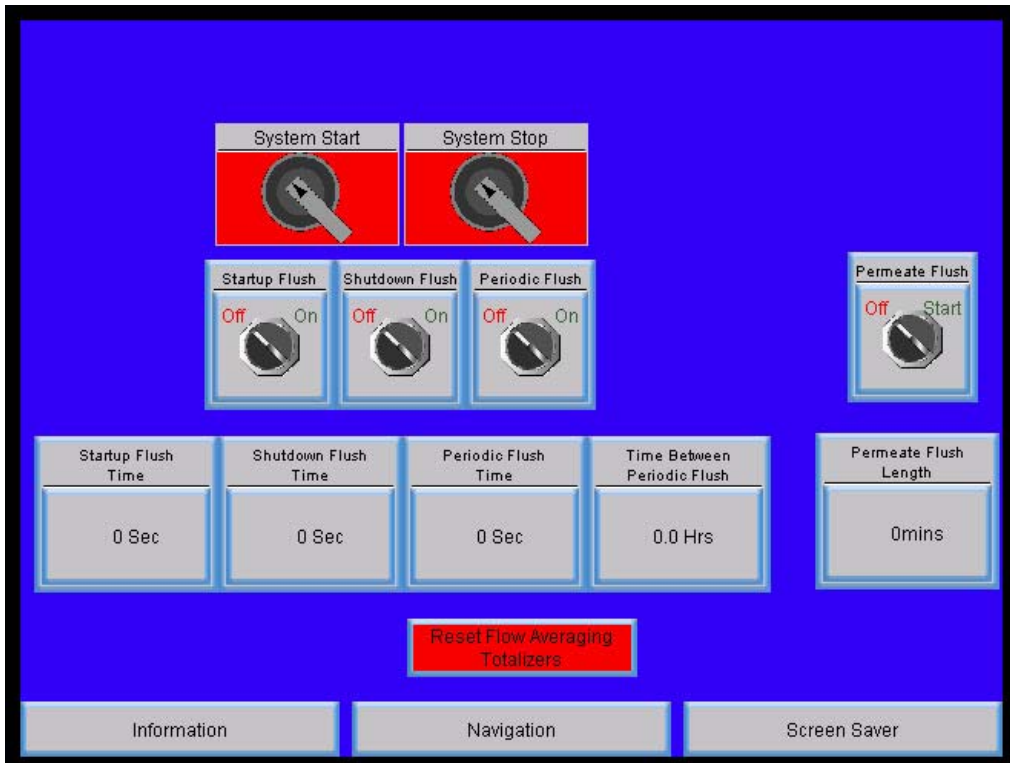 System Start
System Stop
Startup Flush
Off On
Shutdown Flush
Off On
Periodic Flush
Off On
Permeate Flush
Off Start
Startup Flush
Time
0 Sec
Shutdown Flush
Time
0 Sec
Periodic Flush
Time
0 Sec
Time Between
Periodic Flush
0.0 Hrs
Permeate Flush
Length
0mins
Reset Flow Averaging
Totalizers
Information
Navigation
Screen Saver